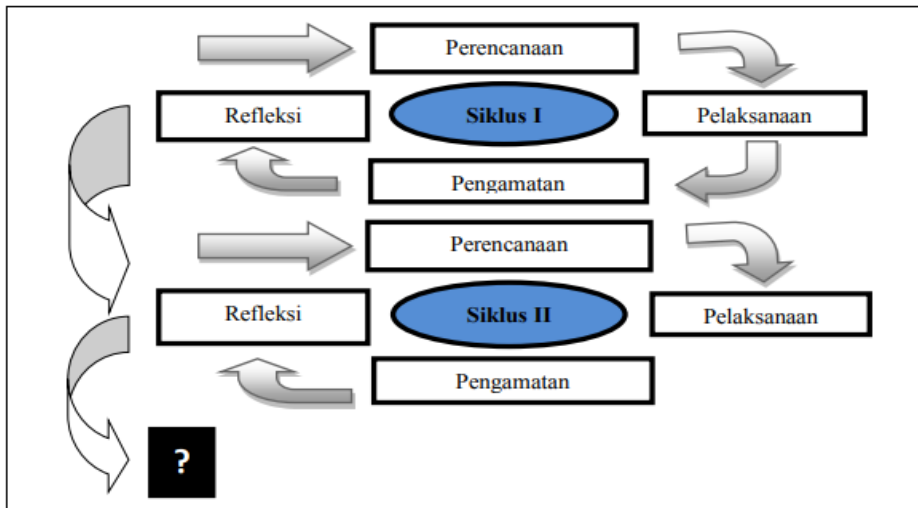 Perencanaan
Refleksi
Siklus I
Pelaksanaan
Pengamatan
Perencanaan
Refleksi
Siklus II
Pelaksanaan
Pengamatan
?